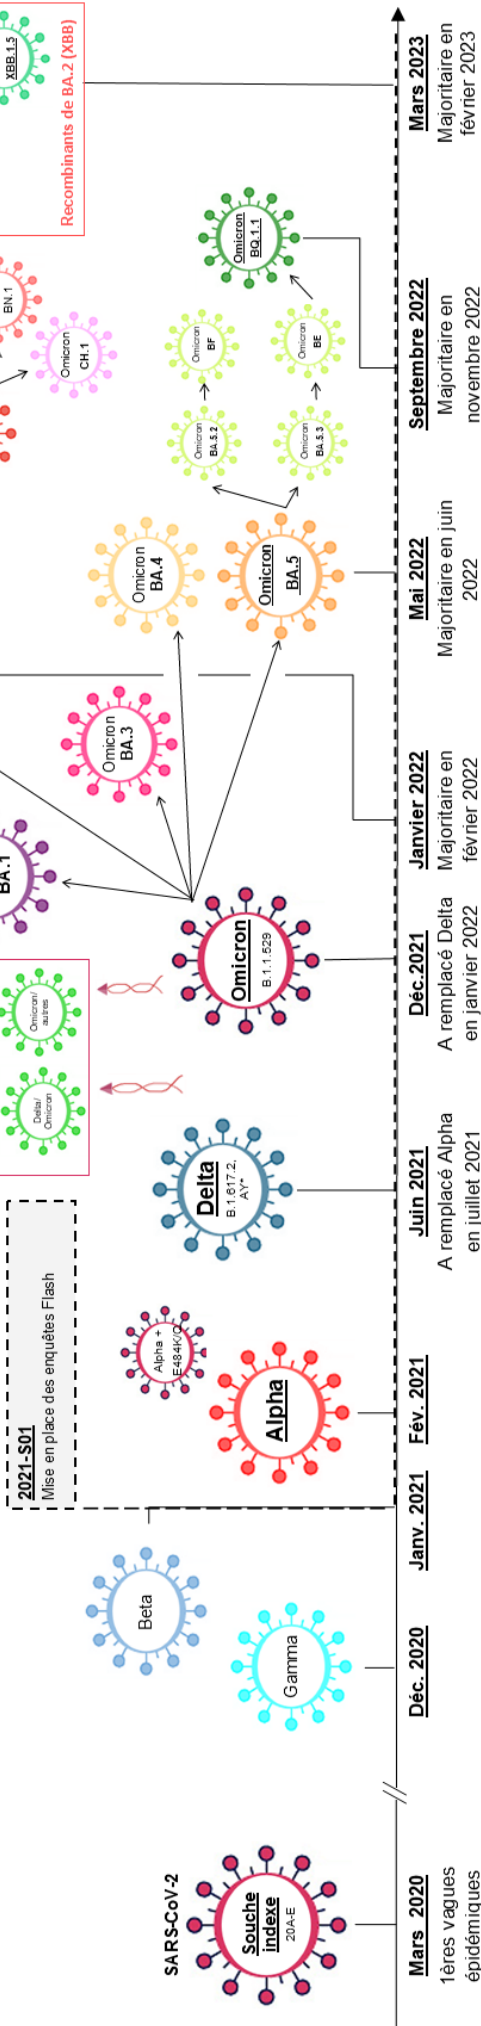 SARS-CoV-2
Souche
indexe
20A-E
Mars 2020
1ères vagues
épidémiques
Gamma
Déc. 2020
Beta
Janv. 2021
2021-S01
Mise en place des enquêtes Flash
Alpha
Fév. 2021
Alpha +
E484K/Q
Delta
B.1.617.2,
AY*
Juin 2021
A remplacé Alpha
en juillet 2021
Delta/
Omicron
Omicron/
autres
Omicron
B.1.1.529
Déc.2021
A remplacé Delta
en janvier 2022
BA.1
Janvier 2022
Majoritaire en
février 2022
Omicron
BA.3
Omicron
BA.4
Omicron
BA.5
Mai 2022
Majoritaire en juin
2022
Omicron
BA.5.2
Omicron
BA.5.3
Omicron
BF
Omicron
BE
Omicron
CH.1
BN.1
Omicron
BQ.1.1
Septembre 2022
Majoritaire en
novembre 2022
XBB.1.5
Recombinants de BA.2 (XBB)
Mars 2023
Majoritaire en
février 2023